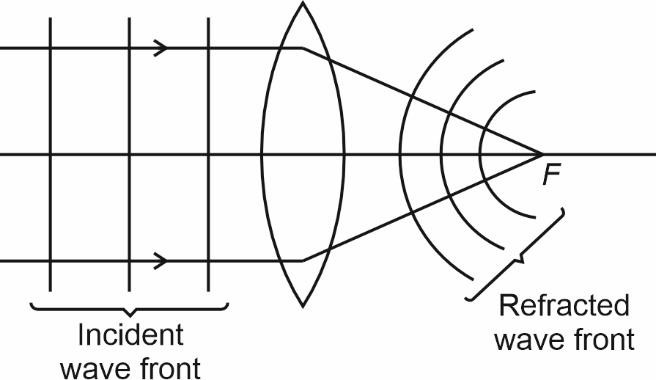 F
Incident
wave front
Refracted
wave front